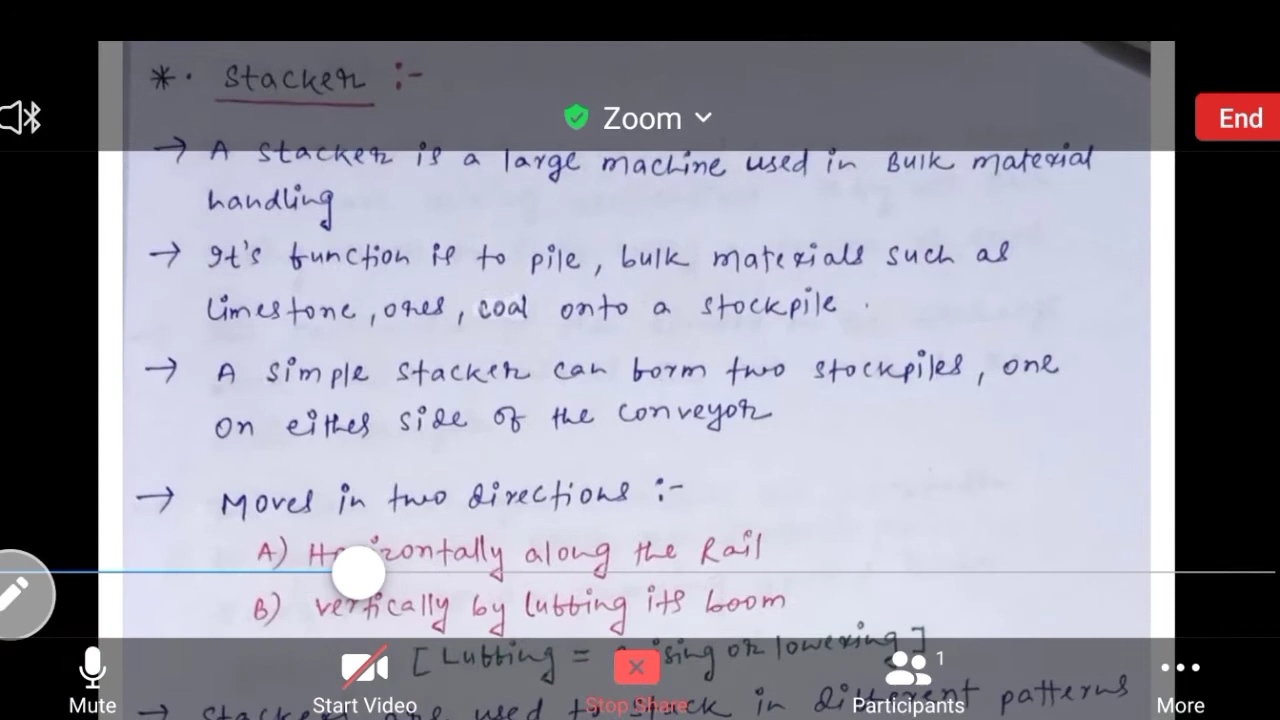 *. Stacker :-
Zoom
End
→ A stacker is a large machine used in Bulk material
handling
→ It's function is to pile, bulk materials such as
limestone, ores, coal onto a stockpile.
→ A simple stacker can form two stockpiles, one
on either side of the conveyor
→ Moves in two directions :-
A) Horizontally along the Rail
B) vertically by luffing its boom
[Luffing = raising or lowering]
→ Stackers are used to stack in different patterns
1
Mute
Start Video
Stop Share
Participants
More